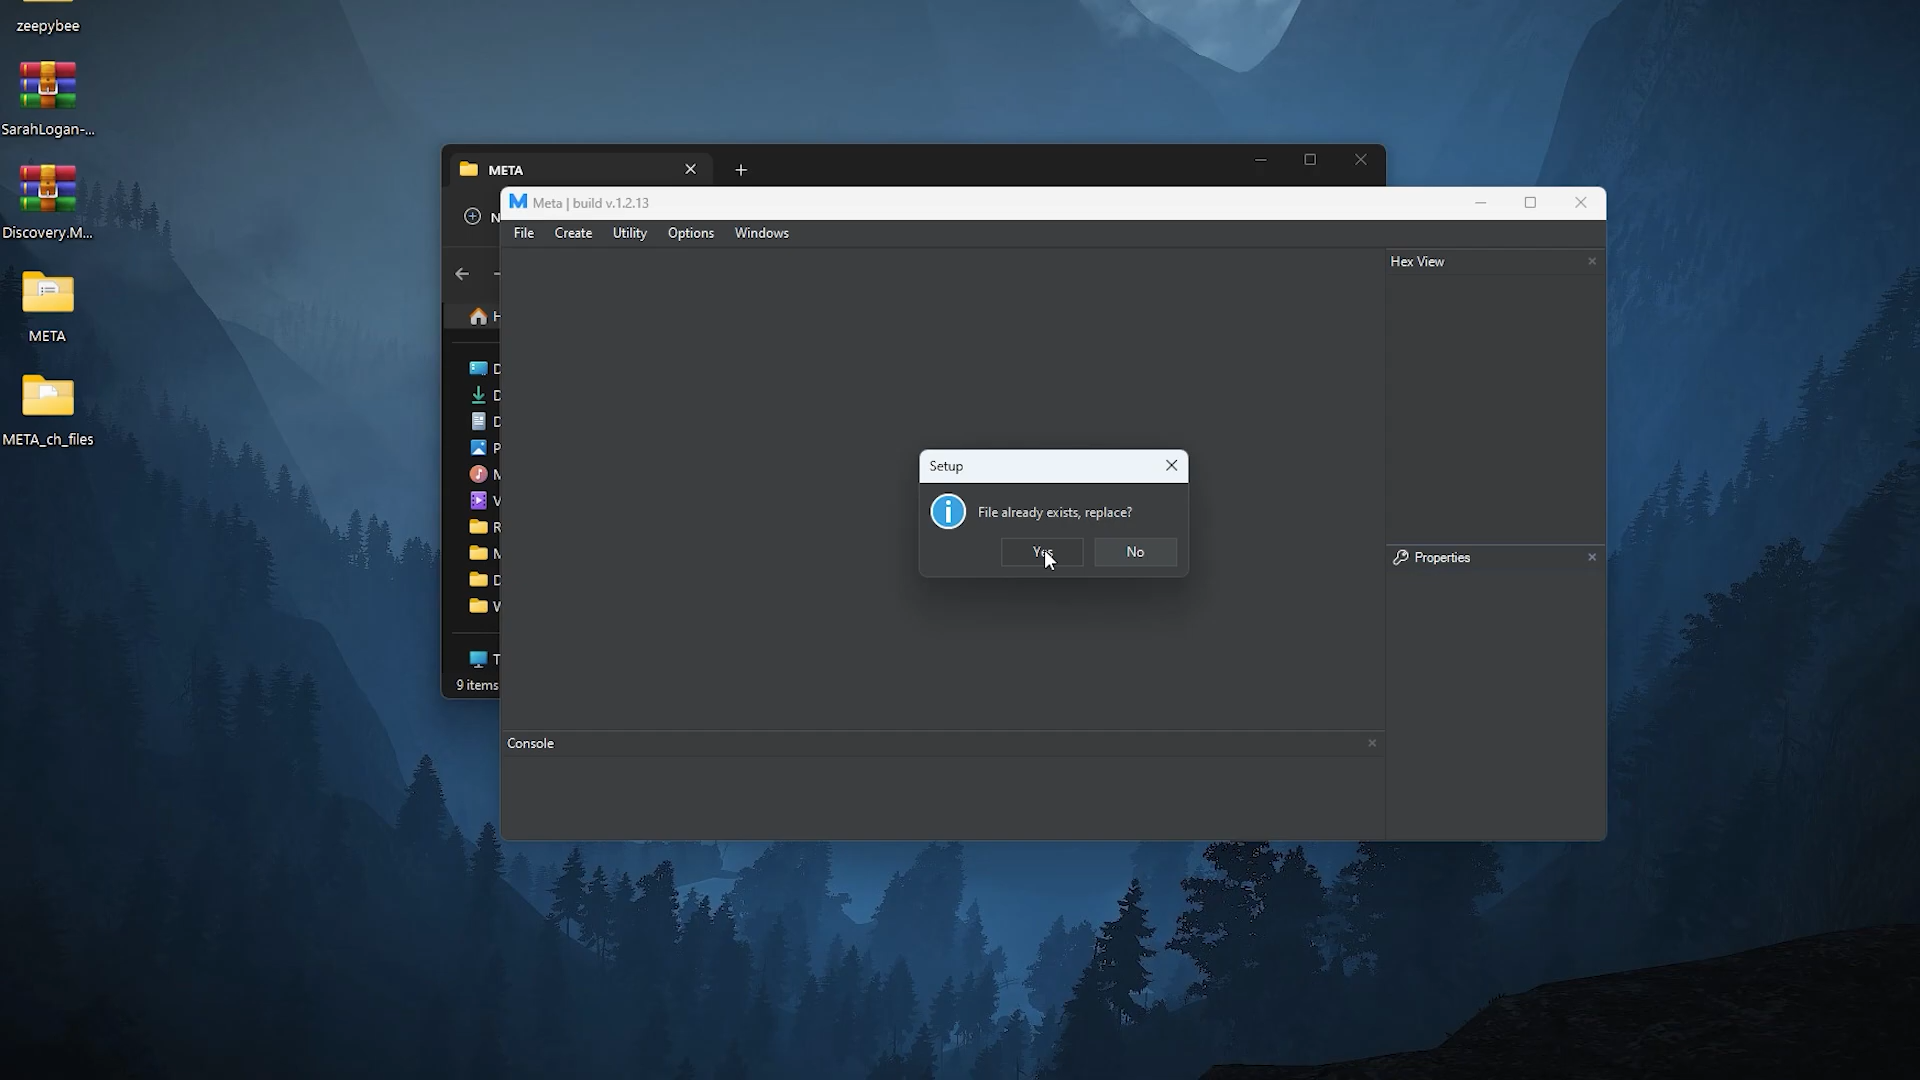 zeepybee
SarahLogan-...
Discovery.M...
META
META_ch_files
META
N
H
D
D
D
P
M
V
R
M
D
W
T
9 items
Meta | build v.1.2.13
File Create Utility Options Windows
Hex View
Setup
File already exists, replace?
Yes
No
Properties
Console